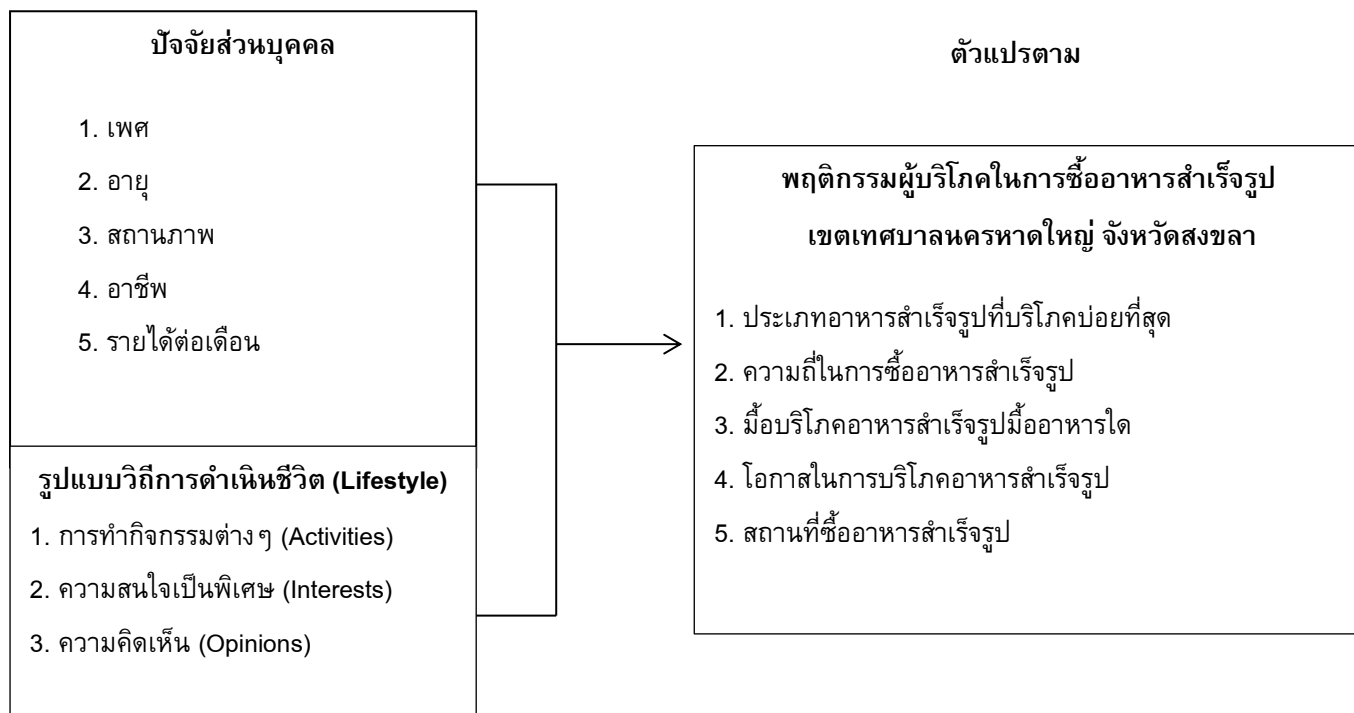 ปัจจัยส่วนบุคคล
1. เพศ
2. อายุ
3. สถานภาพ
4. อาชีพ
5. รายได้ต่อเดือน
รูปแบบวิถีการดำเนินชีวิต (Lifestyle)
1. การทำกิจกรรมต่างๆ (Activities)
2. ความสนใจเป็นพิเศษ (Interests)
3. ความคิดเห็น (Opinions)
ตัวแปรตาม
พฤติกรรมผู้บริโภคในการซื้ออาหารสำเร็จรูป
เขตเทศบาลนครหาดใหญ่ จังหวัดสงขลา
1. ประเภทอาหารสำเร็จรูปที่บริโภคบ่อยที่สุด
2. ความถี่ในการซื้ออาหารสำเร็จรูป
3. มื้อบริโภคอาหารสำเร็จรูปมื้ออาหารใด
4. โอกาสในการบริโภคอาหารสำเร็จรูป
5. สถานที่ซื้ออาหารสำเร็จรูป